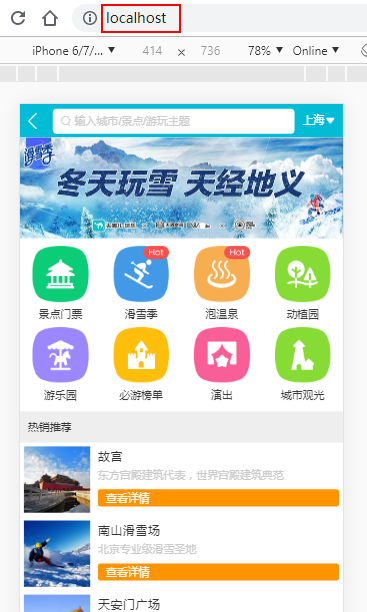 localhost
iPhone 6/7/... ▼ 414 × 736 78% ▼ Online ▼
输入城市/景点/游玩主题 上海
滑雪季
冬天玩雪 天经地义
Hot Hot
景点门票 滑雪季 泡温泉 动植园
游乐园 必游榜单 演出 城市观光
热销推荐
故宫
东方宫殿建筑代表，世界宫殿建筑典范
查看详情
南山滑雪场
北京专业级滑雪圣地
查看详情
天安门广场